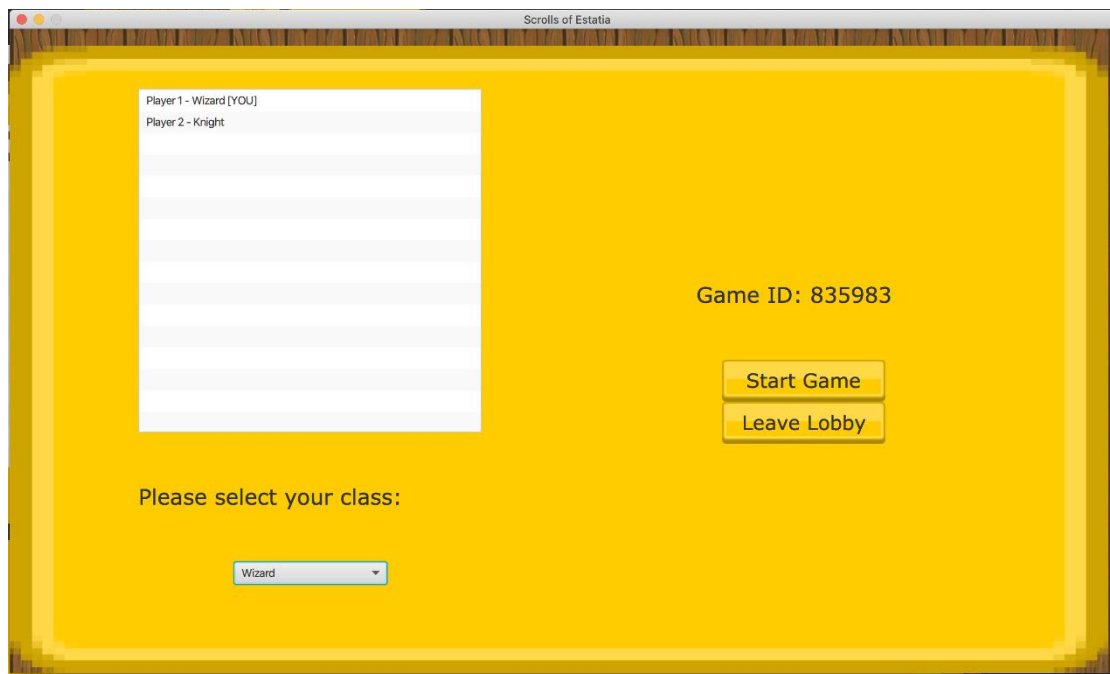 Scrolls of Estatia
Player 1 - Wizard [YOU]
Player 2 - Knight
Game ID: 835983
Start Game
Leave Lobby
Please select your class:
Wizard